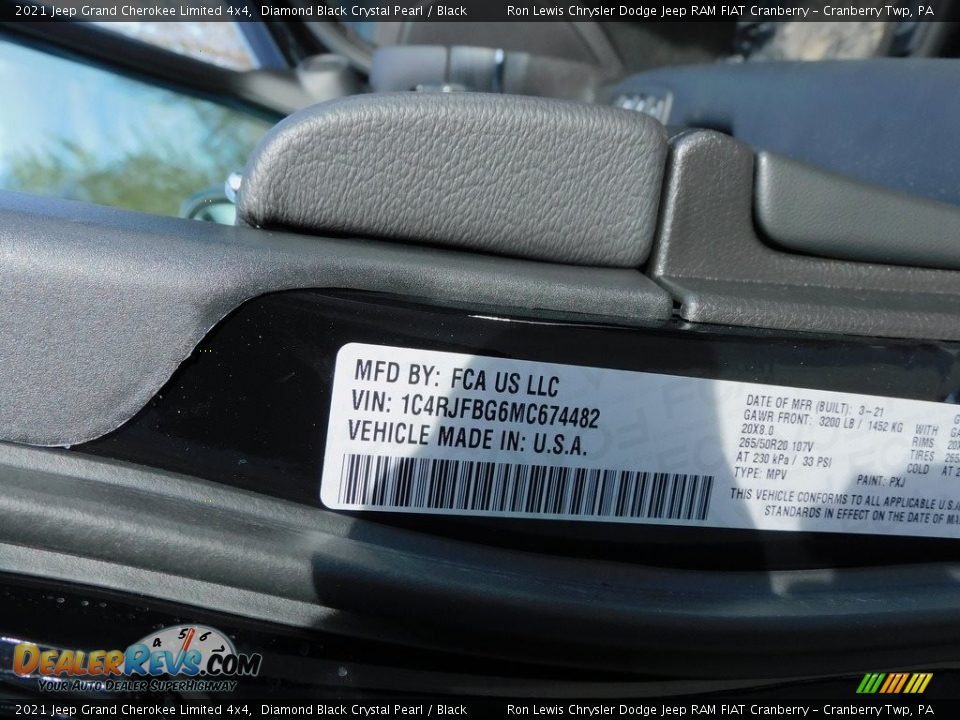 2021 Jeep Grand Cherokee Limited 4x4, Diamond Black Crystal Pearl / Black Ron Lewis Chrysler Dodge Jeep RAM FIAT Cranberry - Cranberry Twp, PA
MFD BY: FCA US LLC
VIN: 1C4RJFBG6MC674482
VEHICLE MADE IN: U.S.A.
DATE OF MFR (BUILT): 3-21
GAWR FRONT: 3200 LB / 1452 KG WITH
20X8.0 RIMS
265/50R20 107V TIRES
AT 230 kPa / 33 PSI COLD AT
TYPE: MPV PAINT: PXJ
THIS VEHICLE CONFORMS TO ALL APPLICABLE U.S.A.
STANDARDS IN EFFECT ON THE DATE OF
4 5 6
DealerRevs.com
Your Auto Dealer SuperHighway
2021 Jeep Grand Cherokee Limited 4x4, Diamond Black Crystal Pearl / Black Ron Lewis Chrysler Dodge Jeep RAM FIAT Cranberry - Cranberry Twp, PA